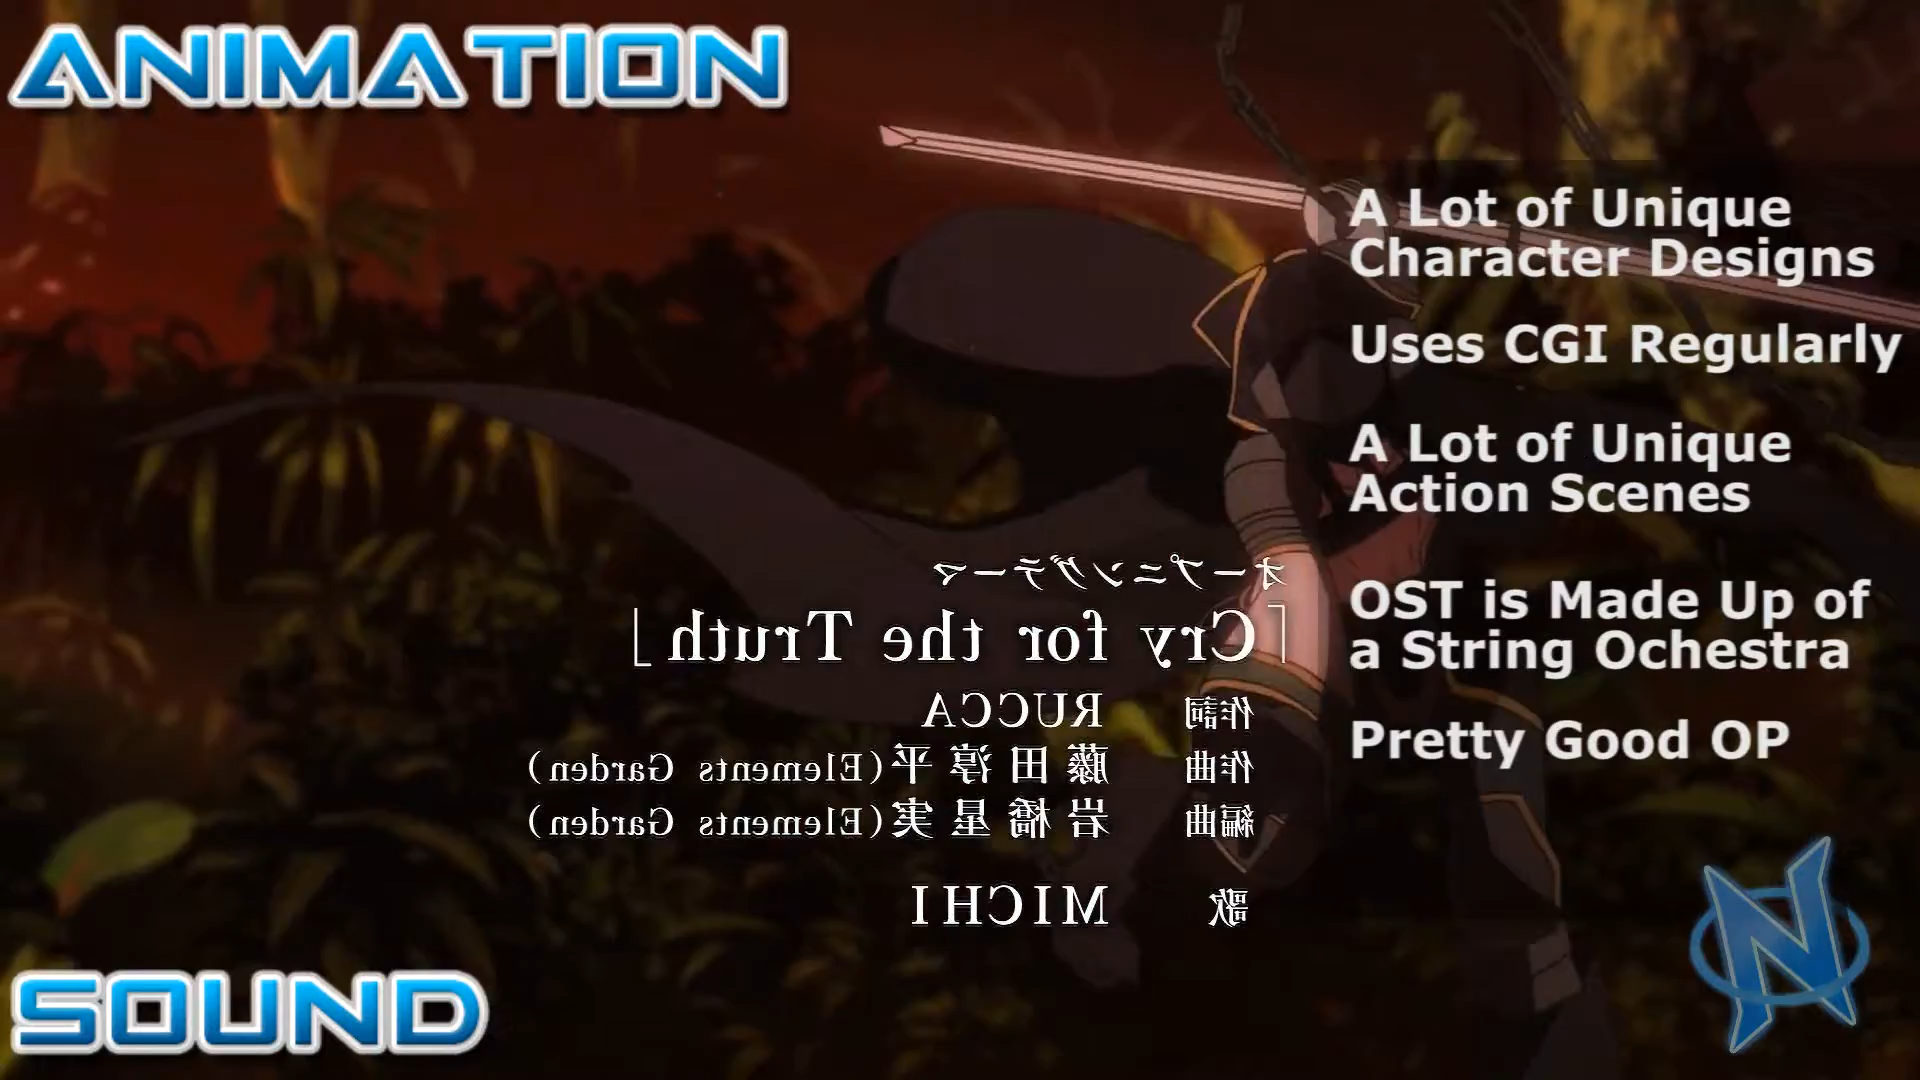 ANIMATION
A Lot of Unique
Character Designs
Uses CGI Regularly
A Lot of Unique
Action Scenes
OST is Made Up of
a String Ochestra
Pretty Good OP
オープニングテーマ
「Cry for the Truth」
作詞 RUCCA
作曲 藤田淳平(Elements Garden)
編曲 岩橋星実(Elements Garden)
歌 MICHI
SOUND
N